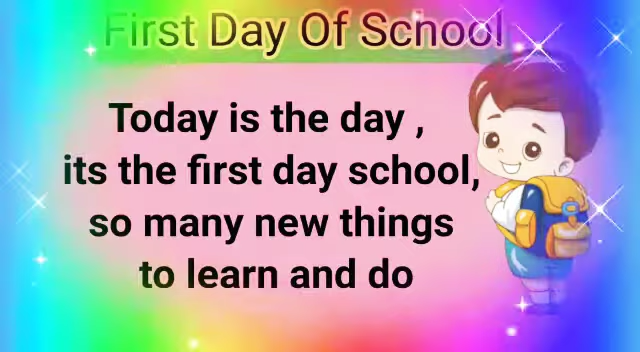 First Day Of School
Today is the day ,
its the first day school,
so many new things
to learn and do